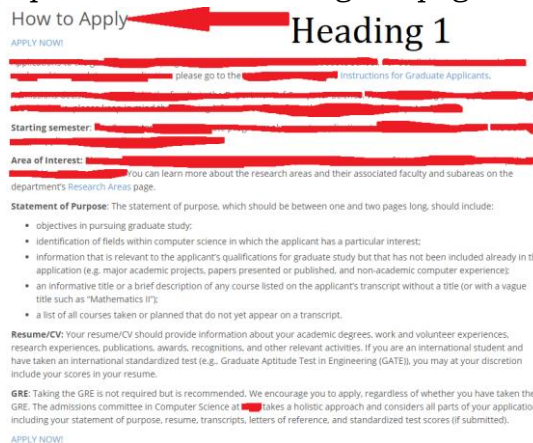 How to Apply
Heading 1
APPLY NOW!
please go to the Instructions for Graduate Applicants.
Starting semester:
Area of Interest:
You can learn more about the research areas and their associated faculty and subareas on the
department's Research Areas page.
Statement of Purpose: The statement of purpose, which should be between one and two pages long, should include:
• objectives in pursuing graduate study;
• identification of fields within computer science in which the applicant has a particular interest;
• information that is relevant to the applicant's qualifications for graduate study but that has not been included already in th
application (e.g. major academic projects, papers presented or published, and non-academic computer experience);
• an informative title or a brief description of any course listed on the applicant's transcript without a title (or with a vague
title such as "Mathematics II");
• a list of all courses taken or planned that do not yet appear on a transcript.
Resume/CV: Your resume/CV should provide information about your academic degrees, work and volunteer experiences,
research experiences, publications, awards, recognitions, and other relevant activities. If you are an international student and
have taken an international standardized test (e.g., Graduate Aptitude Test in Engineering (GATE)), you may at your discretion
include your scores in your resume.
GRE: Taking the GRE is not required but is recommended. We encourage you to apply, regardless of whether you have taken the
GRE. The admissions committee in Computer Science at takes a holistic approach and considers all parts of your application
including your statement of purpose, resume, transcripts, letters of reference, and standardized test scores (if submitted).
APPLY NOW!